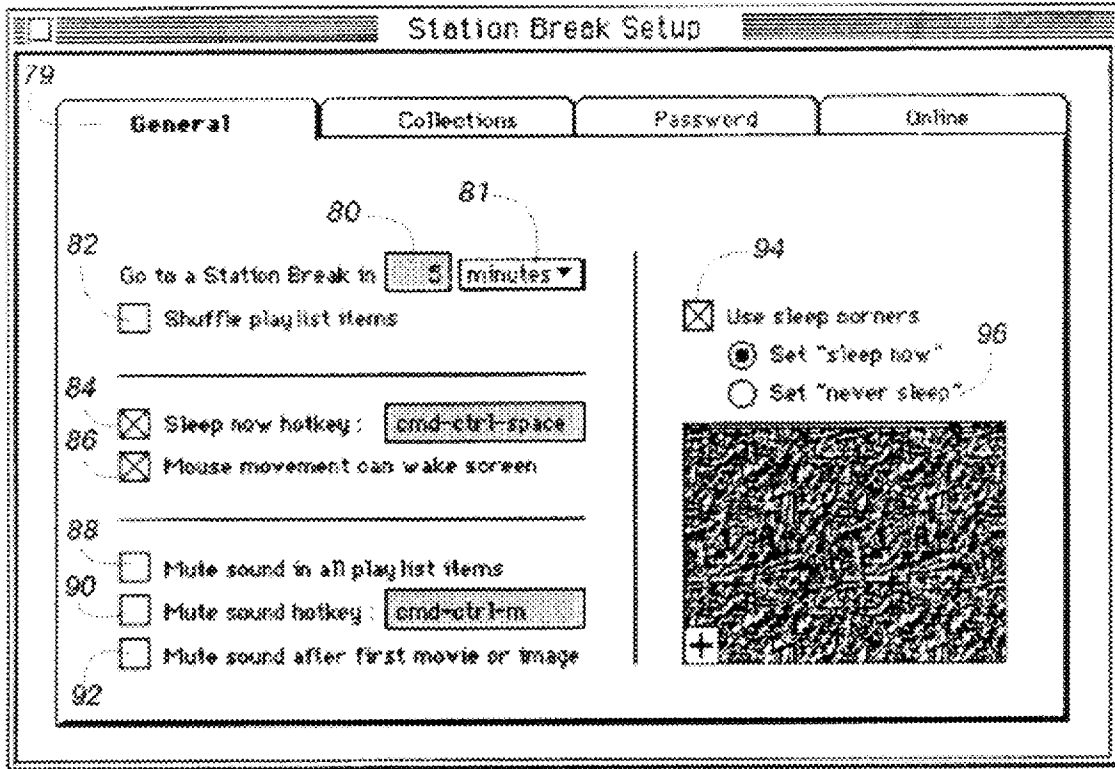 Station Break Setup
79
General Collections Password Online
80 81
82
Go to a Station Break in 5 minutes
Shuffle playlist items
84
Sleep now hotkey: cmd-ctrl-space
86
Mouse movement can wake screen
88
Mute sound in all playlist items
90
Mute sound hotkey: cmd-ctrl-m
Mute sound after first movie or image
92
94
Use sleep corners
96
Set "sleep now"
Set "never sleep"